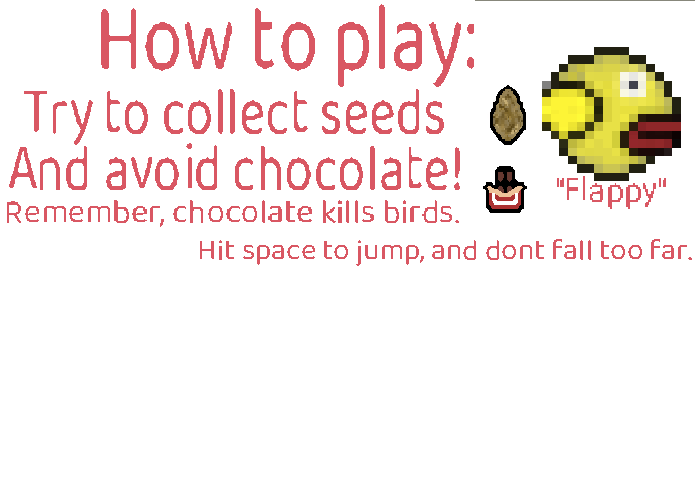 How to play:
Try to collect seeds
And avoid chocolate!
"Flappy"
Remember, chocolate kills birds.
Hit space to jump, and dont fall too far.